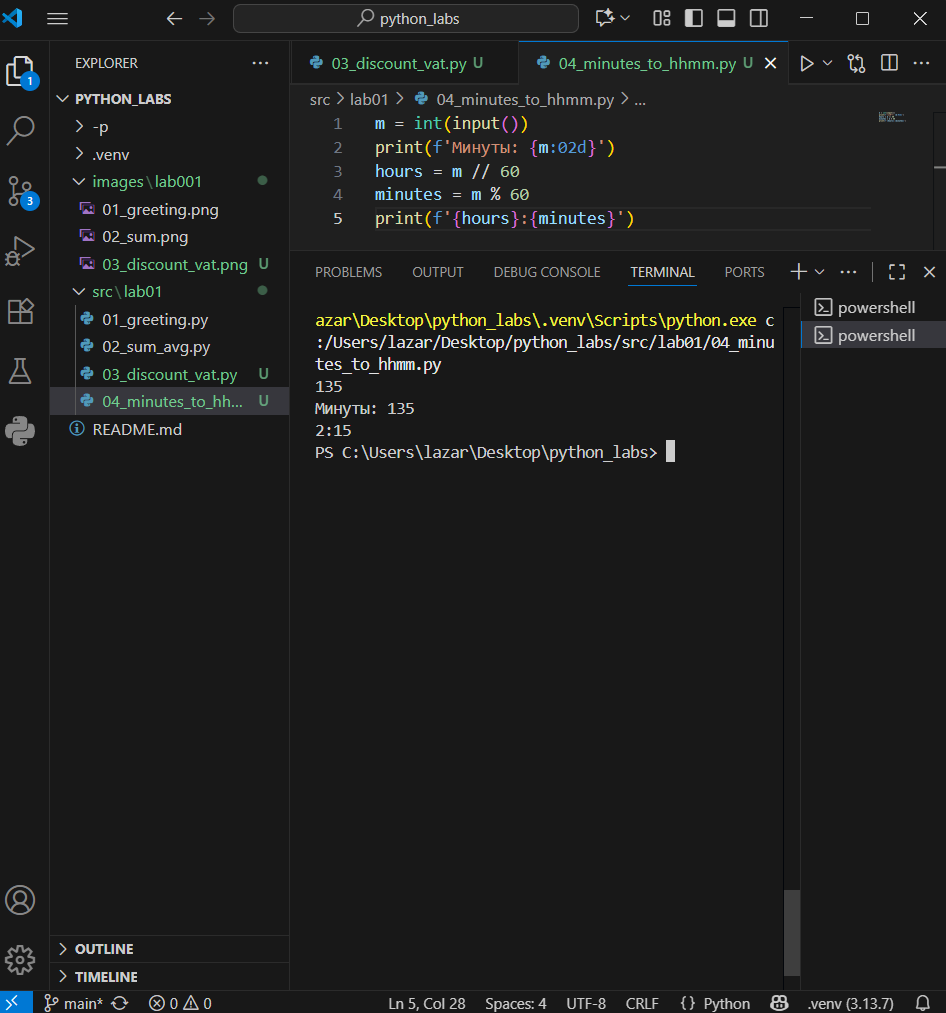 python_labs
EXPLORER
PYTHON_LABS
-p
.venv
images\lab001
01_greeting.png
02_sum.png
03_discount_vat.png U
src\lab01
01_greeting.py
02_sum_avg.py
03_discount_vat.py U
04_minutes_to_hh... U
README.md
OUTLINE
TIMELINE
1
3
03_discount_vat.py U
04_minutes_to_hhmm.py U
src > lab01 > 04_minutes_to_hhmm.py > ...
1 m = int(input())
2 print(f'Минуты: {m:02d}')
3 hours = m // 60
4 minutes = m % 60
5 print(f'{hours}:{minutes}')
PROBLEMS OUTPUT DEBUG CONSOLE TERMINAL PORTS
azar\Desktop\python_labs\.venv\Scripts\python.exe c
:/Users/lazar/Desktop/python_labs/src/lab01/04_minu
tes_to_hhmm.py
135
Минуты: 135
2:15
PS C:\Users\lazar\Desktop\python_labs>
powershell
powershell
main* 0 0 Ln 5, Col 28 Spaces: 4 UTF-8 CRLF {} Python .venv (3.13.7)